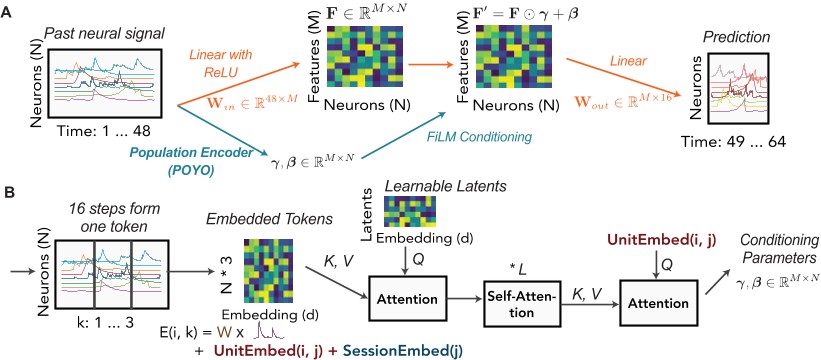 A
Past neural signal
Neurons (N)
Time: 1 ... 48
Linear with
ReLU
W_in ∈ ℝ^{48×M}
Population Encoder
(POYO)
γ, β ∈ ℝ^{M×N}
F ∈ ℝ^{M×N}
Features (M)
Neurons (N)
FiLM Conditioning
F′ = F ⊙ γ + β
Features (M)
Neurons (N)
Linear
W_out ∈ ℝ^{M×16}
Prediction
Neurons (N)
Time: 49 ... 64
B
16 steps form
one token
Neurons (N)
k: 1 ... 3
Embedded Tokens
N * 3
Embedding (d)
E(i, k) = W x
+ UnitEmbed(i, j) + SessionEmbed(j)
K, V
Learnable Latents
Latents
Embedding (d)
Q
Attention
* L
Self-Atten-
tion
K, V
UnitEmbed(i, j)
Q
Attention
Conditioning
Parameters
γ, β ∈ ℝ^{M×N}